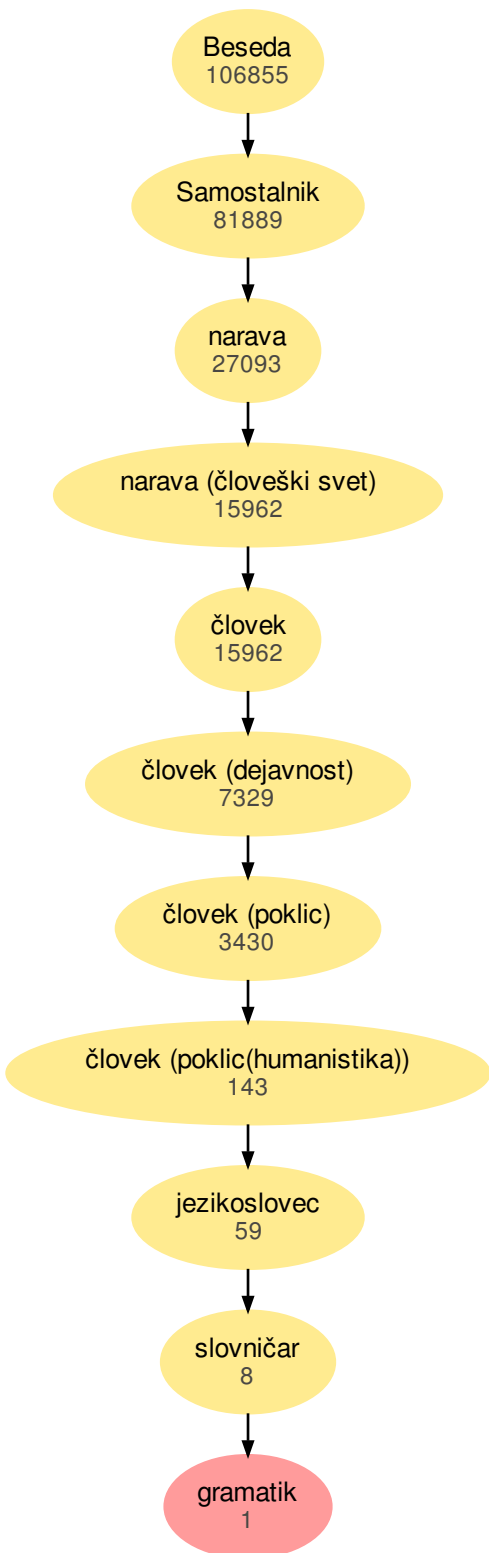 Beseda
106855
Samostalnik
81889
narava
27093
narava (človeški svet)
15962
človek
15962
človek (dejavnost)
7329
človek (poklic)
3430
človek (poklic(humanistika))
143
jezikoslovec
59
slovničar
8
gramatik
1